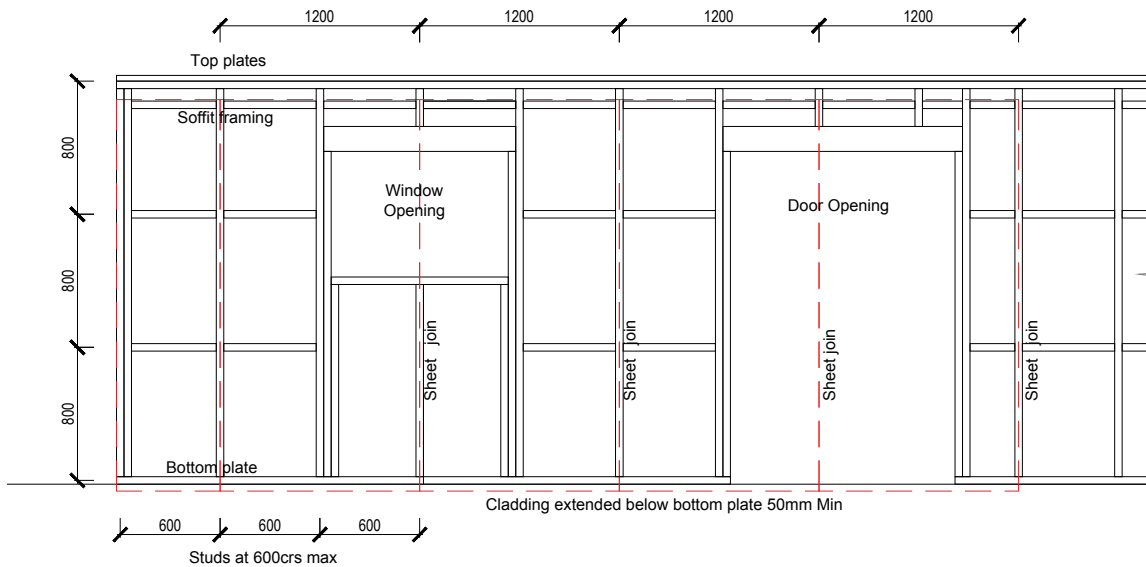 1200
1200
1200
1200
Top plates
Soffit framing
800
Window
Opening
Door Opening
800
Sheet join
Sheet join
Sheet join
Sheet join
800
Bottom plate
Cladding extended below bottom plate 50mm Min
600
600
600
Studs at 600crs max